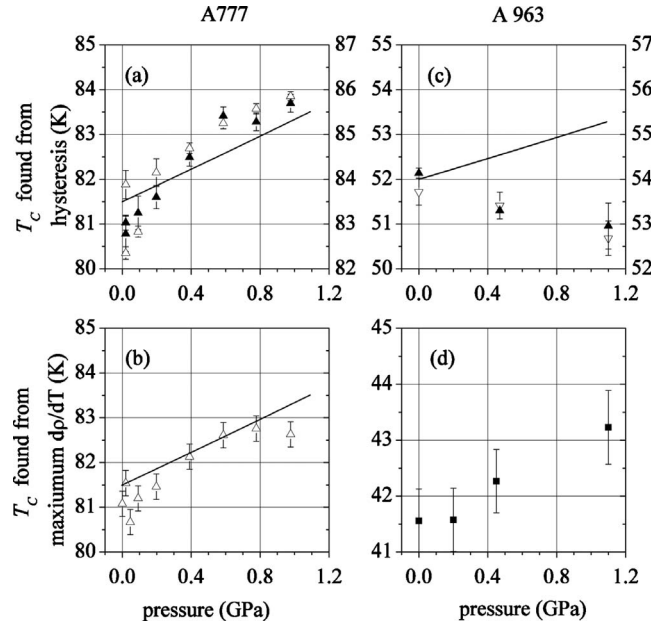 A777
A 963
85
84
83
82
81
80
(a)
87
86
85
84
83
82
0.0 0.4 0.8 1.2
T_C found from
hysteresis (K)
55
54
53
52
51
50
(c)
57
56
55
54
53
52
0.0 0.4 0.8 1.2
85
84
83
82
81
80
(b)
0.0 0.4 0.8 1.2
T_C found from
maxiumum dρ/dT (K)
pressure (GPa)
45
44
43
42
41
(d)
0.0 0.4 0.8 1.2
pressure (GPa)